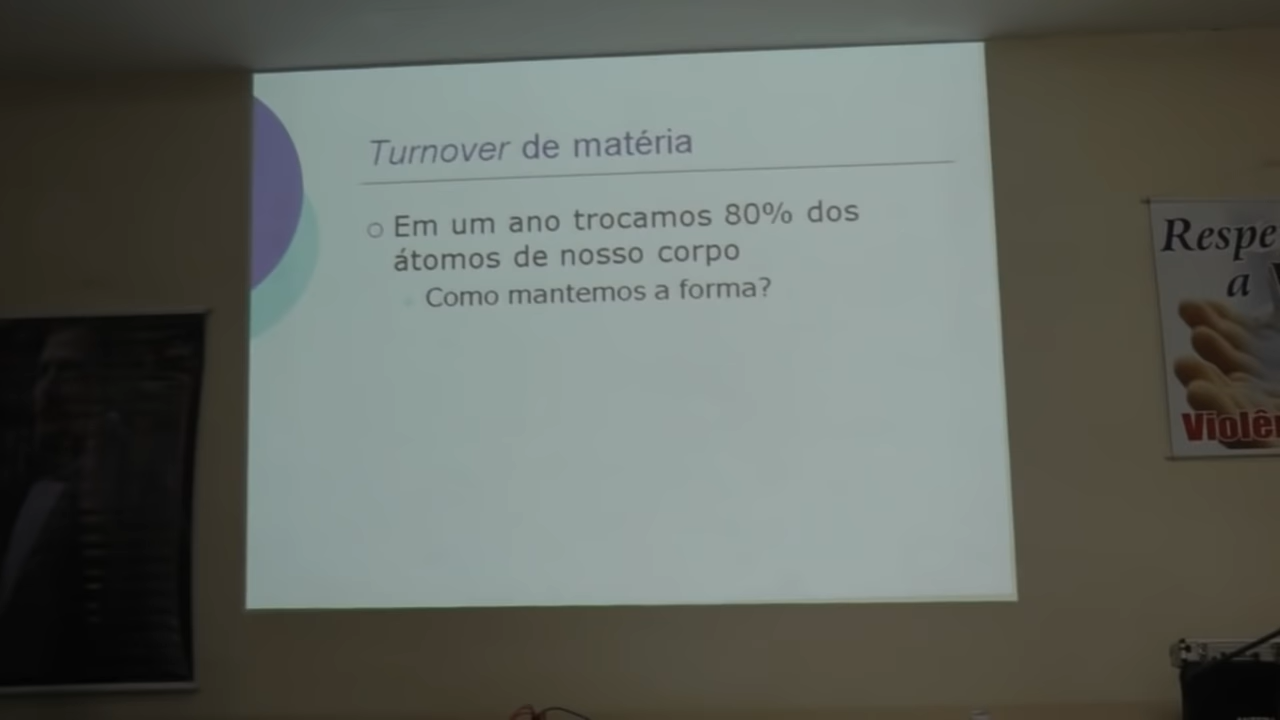 Turnover de matéria
Em um ano trocamos 80% dos
átomos de nosso corpo
Como mantemos a forma?
Respe
a
Violê